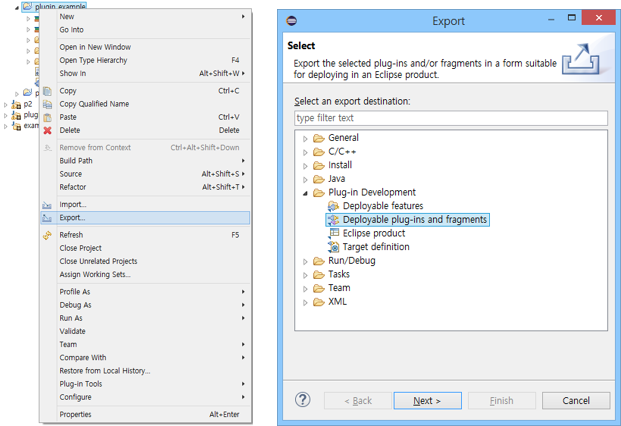 plugin_example
New
Go Into
Open in New Window
Open Type Hierarchy F4
Show In Alt+Shift+W
Copy Ctrl+C
Copy Qualified Name
Paste Ctrl+V
Delete Delete
Remove from Context Ctrl+Alt+Shift+Down
Build Path
Source Alt+Shift+S
Refactor Alt+Shift+T
Import...
Export...
Refresh F5
Close Project
Close Unrelated Projects
Assign Working Sets...
Profile As
Debug As
Run As
Validate
Team
Compare With
Restore from Local History...
Plug-in Tools
Configure
Properties Alt+Enter
p
p2
plug
exam
Export
Select
Export the selected plug-ins and/or fragments in a form suitable
for deploying in an Eclipse product.
Select an export destination:
type filter text
General
C/C++
Install
Java
Plug-in Development
Deployable features
Deployable plug-ins and fragments
Eclipse product
Target definition
Run/Debug
Tasks
Team
XML
? < Back Next > Finish Cancel